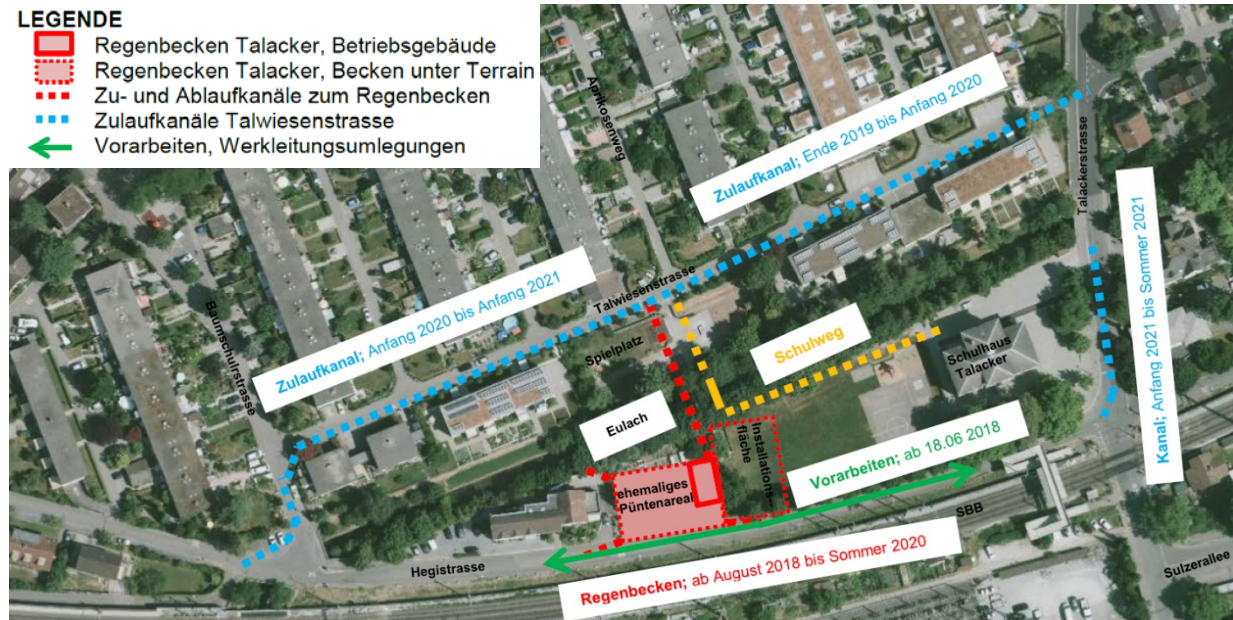 LEGENDE
Regenbecken Talacker, Betriebsgebäude
Regenbecken Talacker, Becken unter Terrain
Zu- und Ablaufkanäle zum Regenbecken
Zulaufkanäle Talwiesenstrasse
Vorarbeiten, Werkleitungsumlegungen
Aprikosenweg
Zulaufkanal; Ende 2019 bis Anfang 2020
Talackerstrasse
Kanal; Anfang 2021 bis Sommer 2021
Talwiesenstrasse
Zulaufkanal; Anfang 2020 bis Anfang 2021
Baumschulrstrasse
Spielplatz
Schulweg
Schulhaus
Talacker
Eulach
Installations-
fläche
ehemaliges
Püntenareal
Vorarbeiten; ab 18.06 2018
SBB
Hegistrasse
Regenbecken; ab August 2018 bis Sommer 2020
Sulzerallee